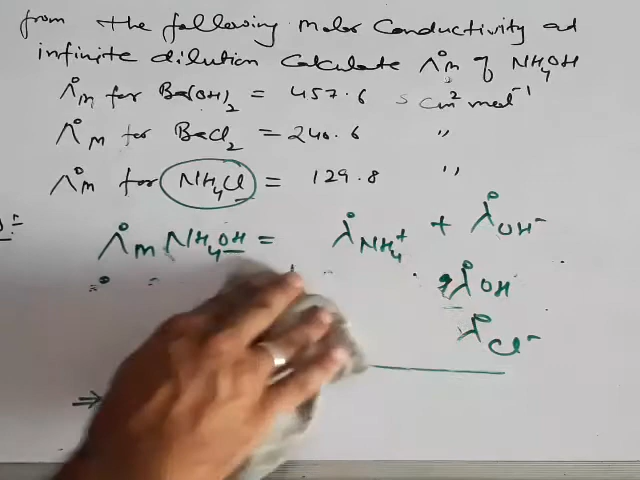 from the following molar Conductivity ad
infinite dilution Calculate Λ°m of NH4OH
Λ°m for Ba(OH)2 = 457.6 S cm² mol⁻¹
Λ°m for BaCl2 = 240.6 "
Λ°m for NH4Cl = 129.8 "
Λ°m NH4OH = λ°NH4⁺ + λ°OH⁻
λ°OH
λ°Cl⁻
⇒